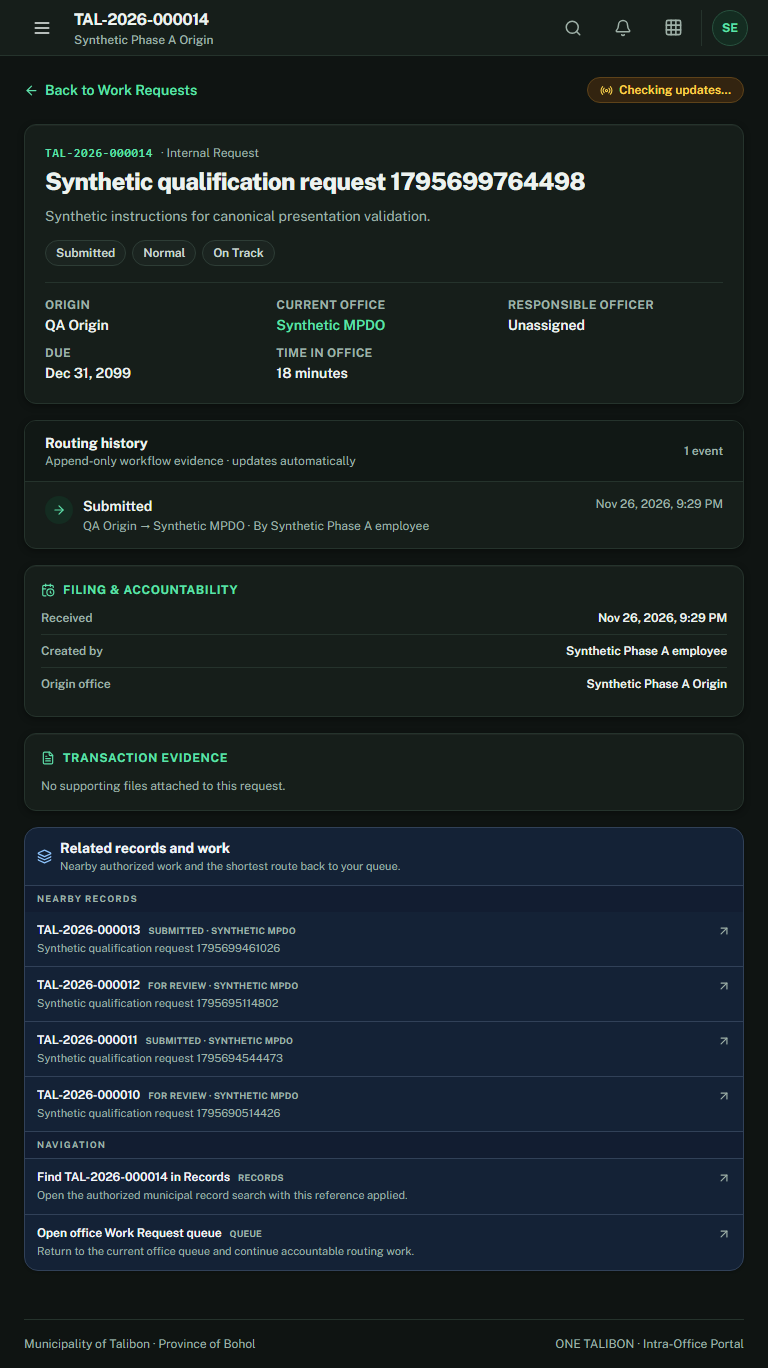 TAL-2026-000014
Synthetic Phase A Origin
SE
Back to Work Requests
Checking updates...
TAL-2026-000014 · Internal Request
Synthetic qualification request 1795699764498
Synthetic instructions for canonical presentation validation.
Submitted Normal On Track
ORIGIN CURRENT OFFICE RESPONSIBLE OFFICER
QA Origin Synthetic MPDO Unassigned
DUE TIME IN OFFICE
Dec 31, 2099 18 minutes
Routing history
Append-only workflow evidence · updates automatically
1 event
Submitted
Nov 26, 2026, 9:29 PM
QA Origin → Synthetic MPDO · By Synthetic Phase A employee
FILING & ACCOUNTABILITY
Received Nov 26, 2026, 9:29 PM
Created by Synthetic Phase A employee
Origin office Synthetic Phase A Origin
TRANSACTION EVIDENCE
No supporting files attached to this request.
Related records and work
Nearby authorized work and the shortest route back to your queue.
NEARBY RECORDS
TAL-2026-000013 SUBMITTED · SYNTHETIC MPDO
Synthetic qualification request 1795699461026
TAL-2026-000012 FOR REVIEW · SYNTHETIC MPDO
Synthetic qualification request 1795695114802
TAL-2026-000011 SUBMITTED · SYNTHETIC MPDO
Synthetic qualification request 1795694544473
TAL-2026-000010 FOR REVIEW · SYNTHETIC MPDO
Synthetic qualification request 1795690514426
NAVIGATION
Find TAL-2026-000014 in Records RECORDS
Open the authorized municipal record search with this reference applied.
Open office Work Request queue QUEUE
Return to the current office queue and continue accountable routing work.
Municipality of Talibon · Province of Bohol
ONE TALIBON · Intra-Office Portal